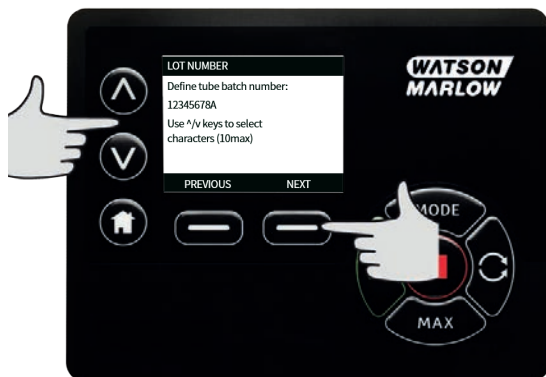 LOT NUMBER
Define tube batch number:
12345678A
Use ^/v keys to select
characters (10max)
PREVIOUS NEXT
WATSON
MARLOW
MODE
MAX